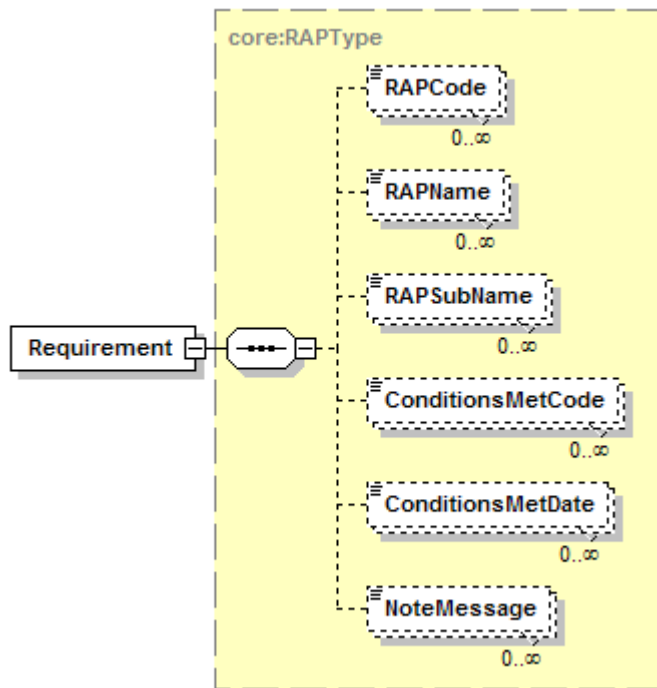 core:RAPType
RAPCode
0..∞
RAPName
0..∞
RAPSubName
0..∞
Requirement
ConditionsMetCode
0..∞
ConditionsMetDate
0..∞
NoteMessage
0..∞